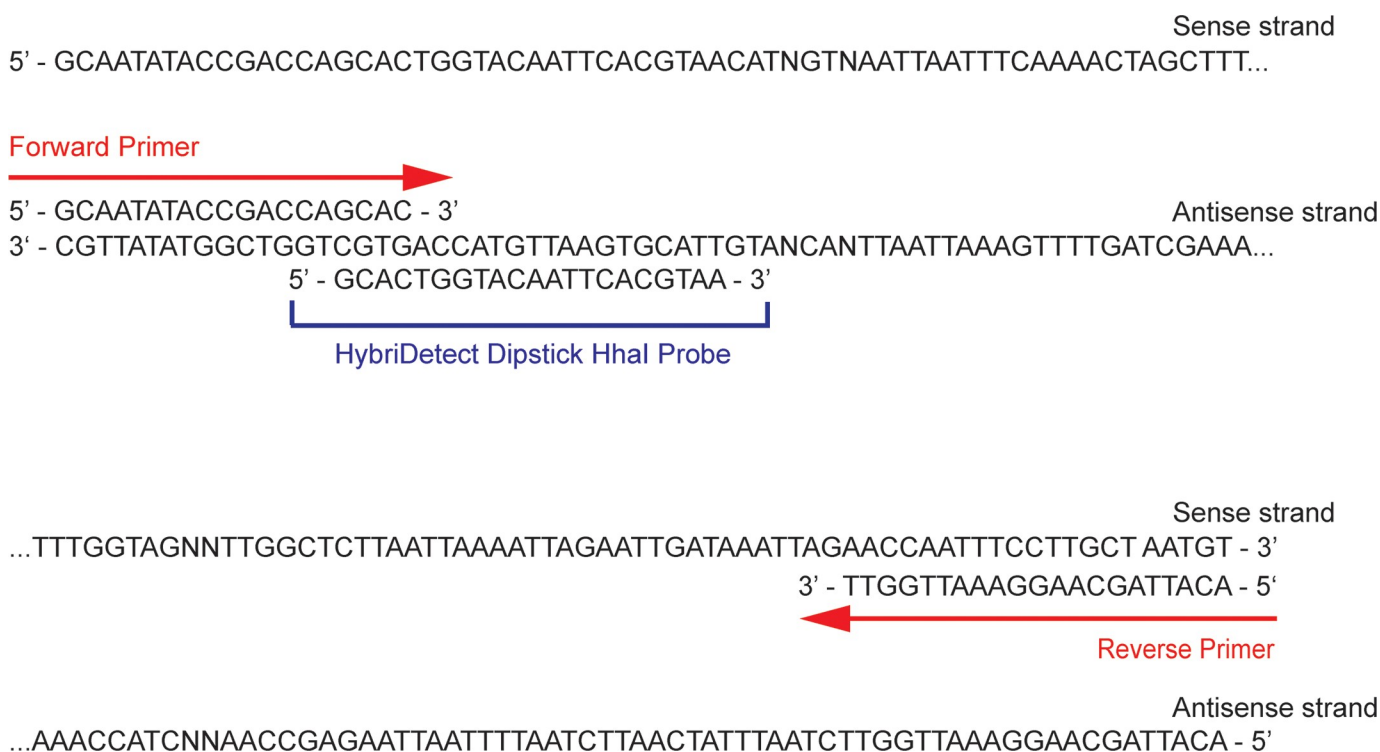 Sense strand
5’ - GCAATATACCGACCAGCACTGGTACAATTCACGTAACATNGTNAATTAATTTCAAAACTAGCTTT...
Forward Primer
5’ - GCAATATACCGACCAGCAC - 3’
Antisense strand
3‘ - CGTTATATGGCTGGTCGTGACCATGTTAAGTGCATTGTANCANTTAATTAAAGTTTTGATCGAAA...
5’ - GCACTGGTACAATTCACGTAA - 3’
HybriDetect Dipstick HhaI Probe
Sense strand
...TTTGGTAGNNTTGGCTCTTAATTAAAATTAGAATTGATAAATTAGAACCAATTTCCTTGCT AATGT - 3’
3’ - TTGGTTAAAGGAACGATTACA - 5‘
Reverse Primer
Antisense strand
...AAACCATCNNAACCGAGAATTAATTTTAATCTTAACTATTTAATCTTGGTTAAAGGAACGATTACA - 5’